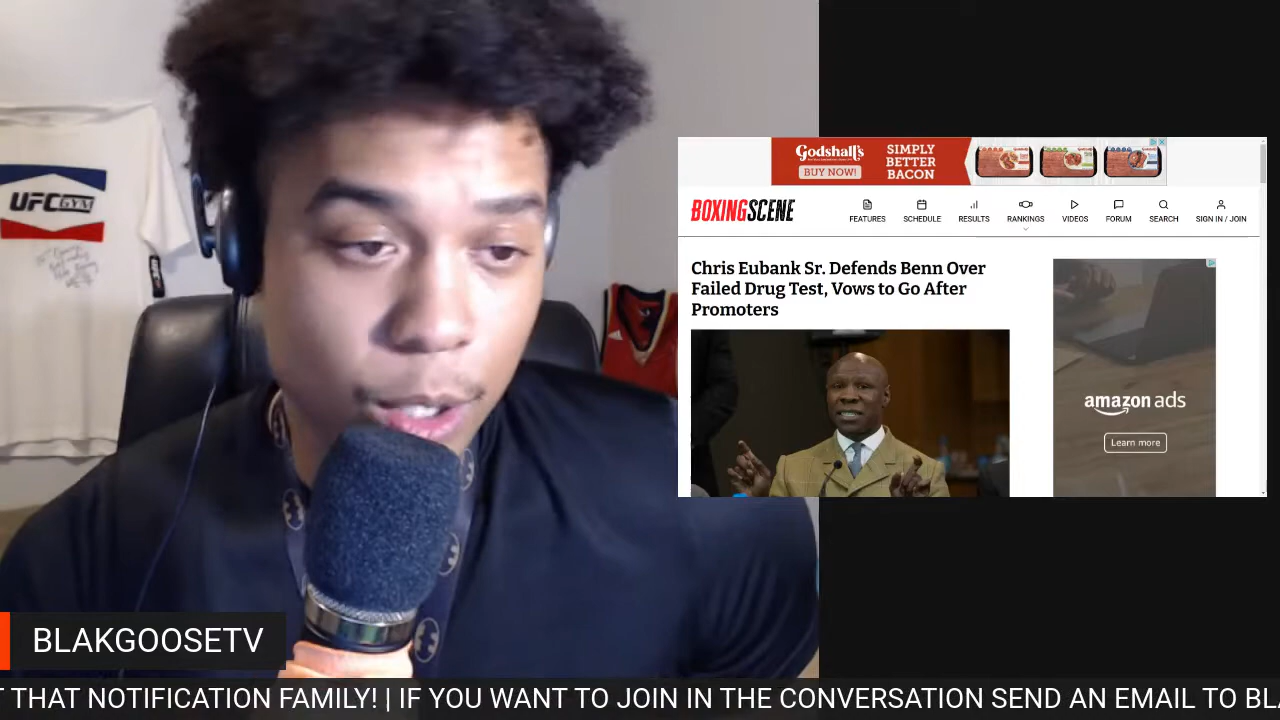 UFC GYM
Godshall's
BUY NOW!
SIMPLY
BETTER
BACON
BOXINGSCENE
FEATURES
SCHEDULE
RESULTS
RANKINGS
VIDEOS
FORUM
SEARCH
SIGN IN / JOIN
Chris Eubank Sr. Defends Benn Over
Failed Drug Test, Vows to Go After
Promoters
amazon ads
Learn more
BLAKGOOSETV
THAT NOTIFICATION FAMILY! | IF YOU WANT TO JOIN IN THE CONVERSATION SEND AN EMAIL TO